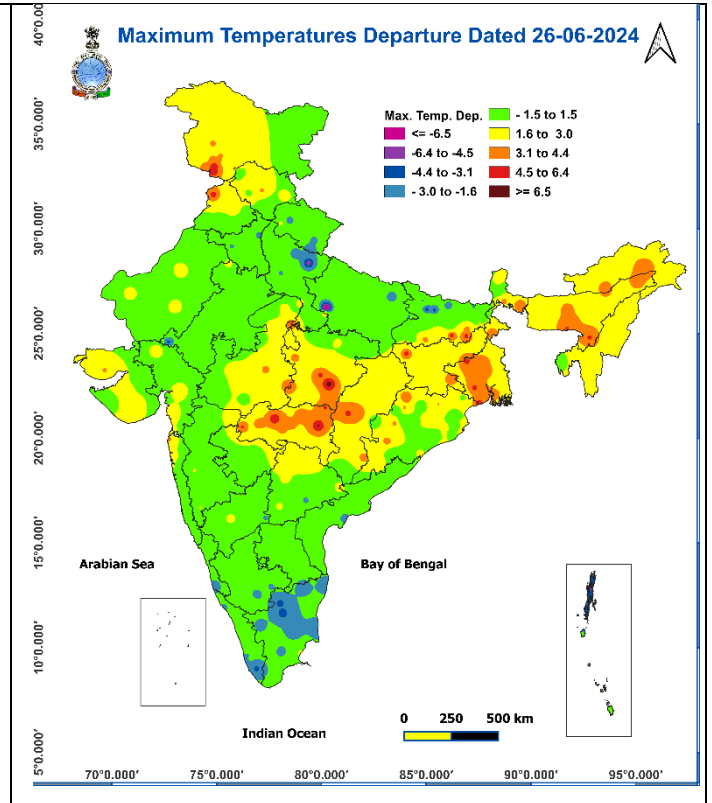 Maximum Temperatures Departure Dated 26-06-2024
Max. Temp. Dep.
<= -6.5
-6.4 to -4.5
-4.4 to -3.1
- 3.0 to -1.6
- 1.5 to 1.5
1.6 to 3.0
3.1 to 4.4
4.5 to 6.4
>= 6.5
40°0.000'
35°0.000'
30°0.000'
25°0.000'
20°0.000'
15°0.000'
10°0.000'
5°0.000'
Arabian Sea
Bay of Bengal
Indian Ocean
0 250 500 km
70°0.000' 75°0.000' 80°0.000' 85°0.000' 90°0.000' 95°0.000'